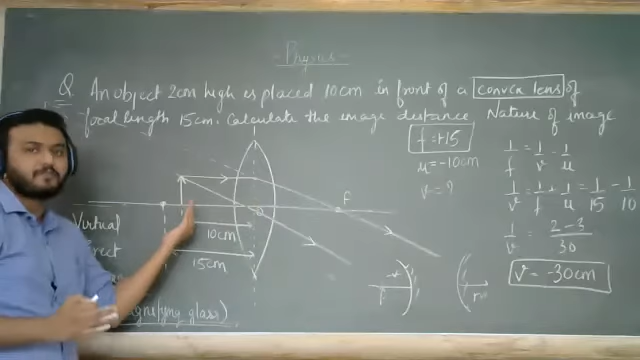 Physics
Q. An object 2cm high is placed 10cm in front of a convex lens of
focal length 15cm. Calculate the image distance Nature of image
f = +15
u = -10cm
v = ?
1/f = 1/v - 1/u
1/v = 1/f + 1/u = 1/15 - 1/10
1/v = 2-3/30
v = -30cm
F
O
10cm
15cm
Virtual
Erect
magnifying glass)